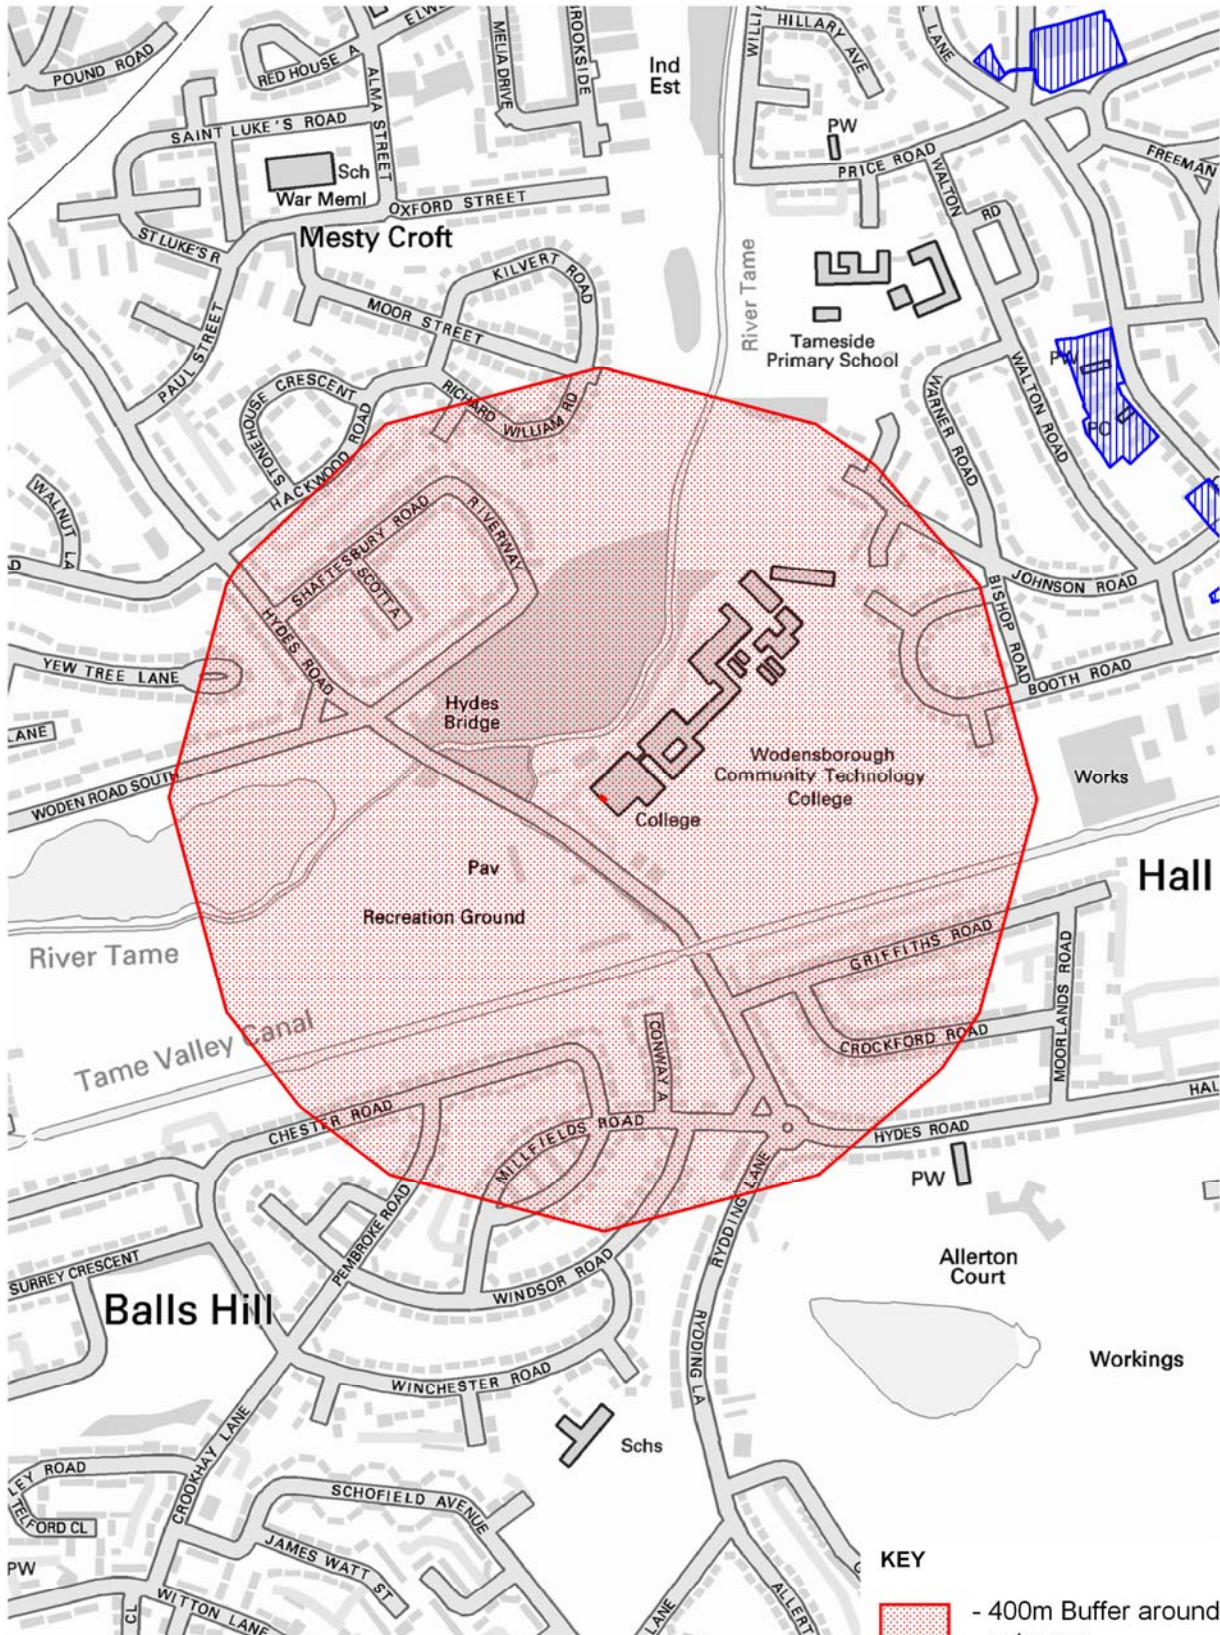 POUND ROAD
RED HOUSE A
ALMA STREET
ELW
MELIA DRIVE
ROOKSIDE
Ind
Est
WILLI
HILLARY AVE
LANE
PW
PRICE ROAD
WALTON
RD
FREEMAN
SAINT LUKE'S ROAD
Sch
War Meml
OXFORD STREET
ST LUKE'S R
Mesty Croft
KILVERT ROAD
MOOR STREET
PAUL STREET
River Tame
Tameside
Primary School
PW
PC
WALTON ROAD
WARNER ROAD
STONEHOUSE
CRESCENT
HACKWOOD ROAD
RICHARD
WILLIAM RD
WALNUT LA
AD
SHAFTESBURY ROAD
RIVERWAY
SCOTT A
HYDES ROAD
JOHNSON ROAD
BISHOP ROAD
BOOTH ROAD
YEW TREE LANE
LANE
WODEN ROAD SOUTH
Hydes
Bridge
Wodensborough
Community Technology
College
College
Works
Pav
Recreation Ground
Hall
River Tame
Tame Valley Canal
GRIFFITHS ROAD
CROCKFORD ROAD
MOORLANDS ROAD
CONWAY A
CHESTER ROAD
MILLFIELDS ROAD
HYDES ROAD
HAL
PW
RYDDING LANE
PEMBROKE ROAD
WINDSOR ROAD
SURREY CRESCENT
Balls Hill
Allerton
Court
RYDDING LA
Workings
WINCHESTER ROAD
CROOKHAY LANE
Schs
LEY ROAD
TELFORD CL
SCHOFIELD AVENUE
JAMES WATT ST
PW
CL
WITTON LANE
LANE
ALLERT
KEY
- 400m Buffer around